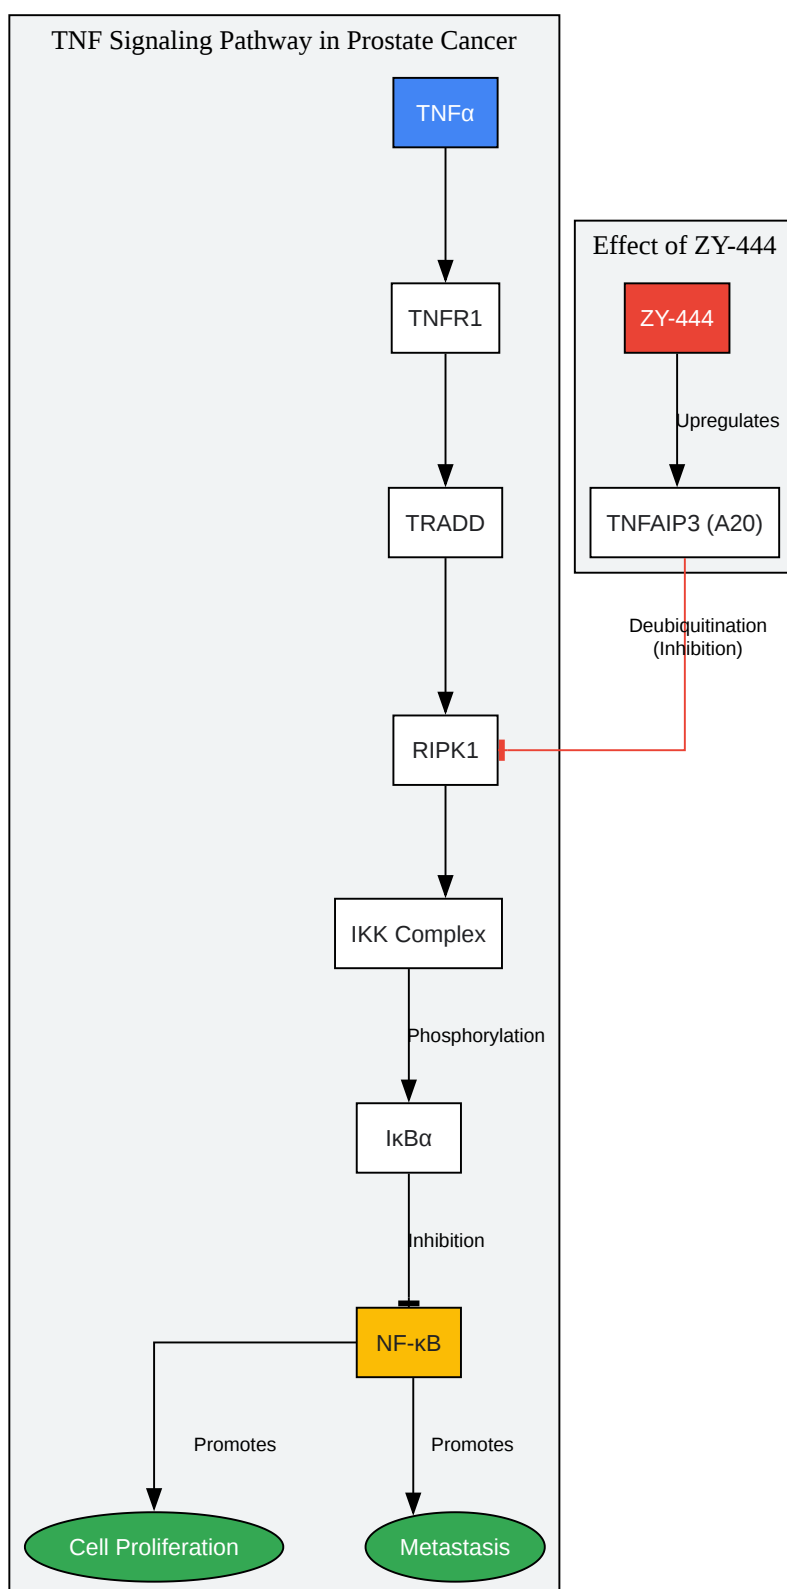 TNF Signaling Pathway in Prostate Cancer
TNFα
Effect of ZY-444
TNFR1
ZY-444
Upregulates
TRADD
TNFAIP3 (A20)
Deubiquitination
(Inhibition)
RIPK1
IKK Complex
Phosphorylation
IκBα
Inhibition
NF-κB
Promotes
Promotes
Cell Proliferation
Metastasis